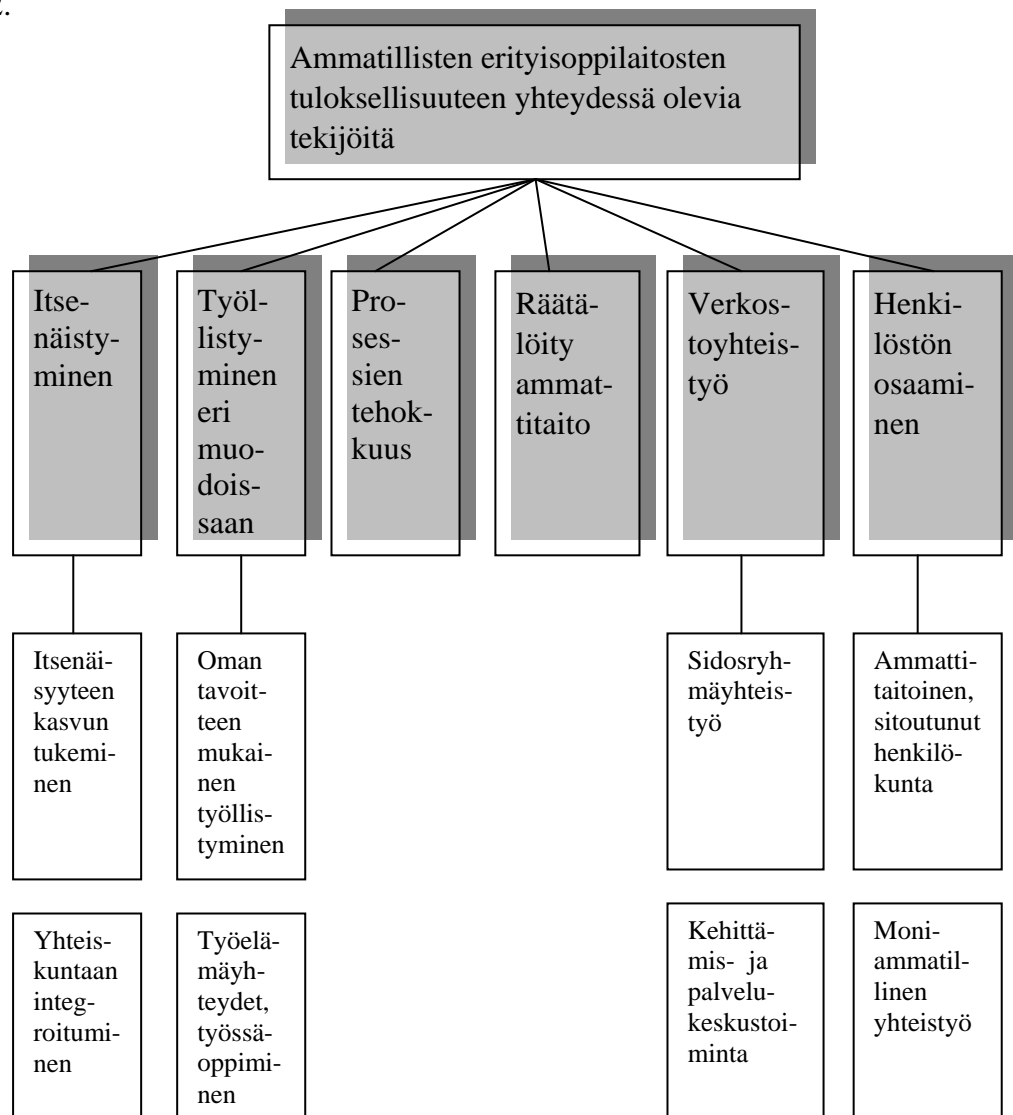 2.
Ammatillisten erityisoppilaitosten
tuloksellisuuteen yhteydessä olevia
tekijöitä
Itse-
näisty-
minen
Työl-
listy-
minen
eri
muo-
dois-
saan
Pro-
ses-
sien
tehok-
kuus
Räätä-
löity
ammat-
titaito
Verkos-
toyhteis-
työ
Henki-
löstön
osaami-
nen
Itsenäi-
syyteen
kasvun
tukemi-
nen
Oman
tavoit-
teen
mukai-
nen
työllis-
tyminen
Sidosryh-
mäyhteis-
työ
Ammatti-
taitoinen,
sitoutunut
henkilö-
kunta
Yhteis-
kuntaan
integ-
roitumi-
nen
Työelä-
mäyh-
teydet,
työssä-
oppimi-
nen
Kehittä-
mis- ja
palvelu-
keskustoi-
minta
Moni-
ammatil-
linen
yhteistyö